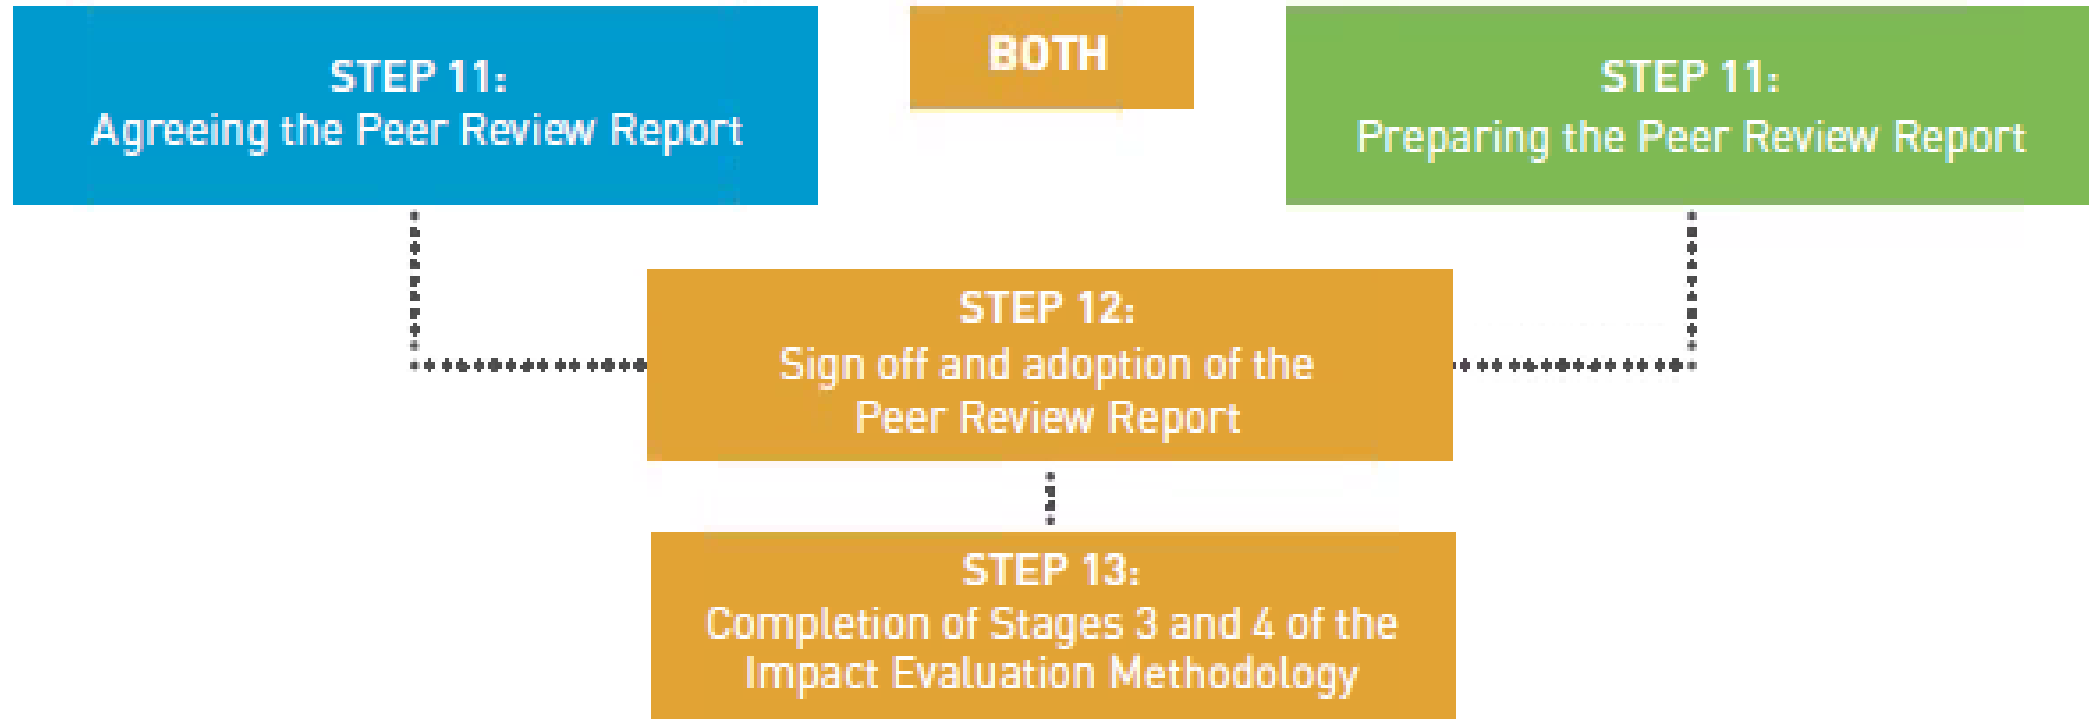 STEP 11:
Agreeing the Peer Review Report
BOTH
STEP 11:
Preparing the Peer Review Report
STEP 12:
Sign off and adoption of the
Peer Review Report
STEP 13:
Completion of Stages 3 and 4 of the
Impact Evaluation Methodology